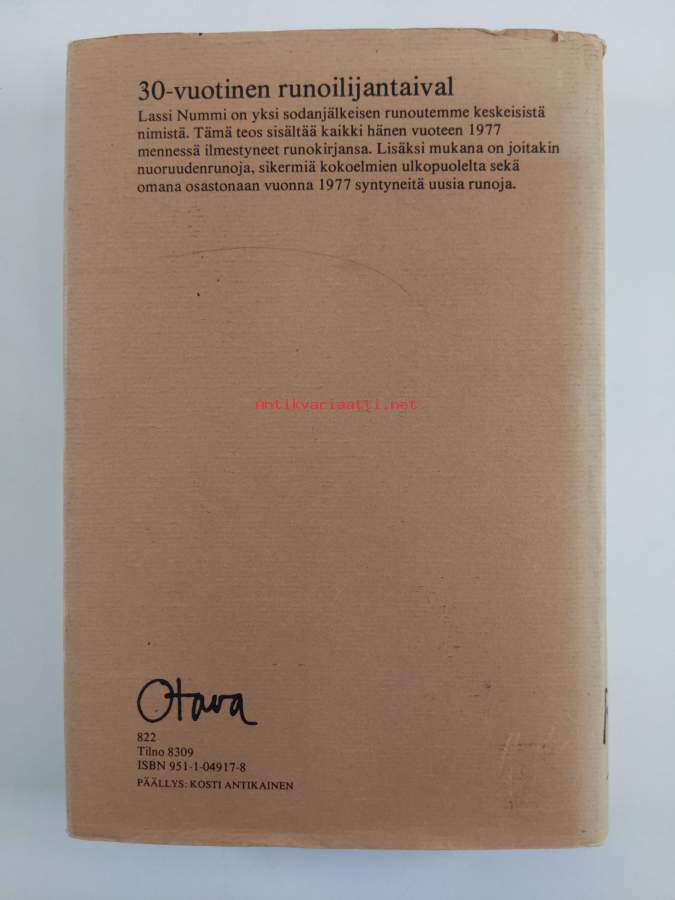 30-vuotinen runoilijantaival
Lassi Nummi on yksi sodanjälkeisen runoutemme keskeisistä
nimistä. Tämä teos sisältää kaikki hänen vuoteen 1977
mennessä ilmestyneet runokirjansa. Lisäksi mukana on joitakin
nuoruudenrunoja, sikermiä kokoelmien ulkopuolelta sekä
omana osastonaan vuonna 1977 syntyneitä uusia runoja.
Antikvariaatti.net
Otava
822
Tilno 8309
ISBN 951-1-04917-8
PÄÄLLYS: KOSTI ANTIKAINEN